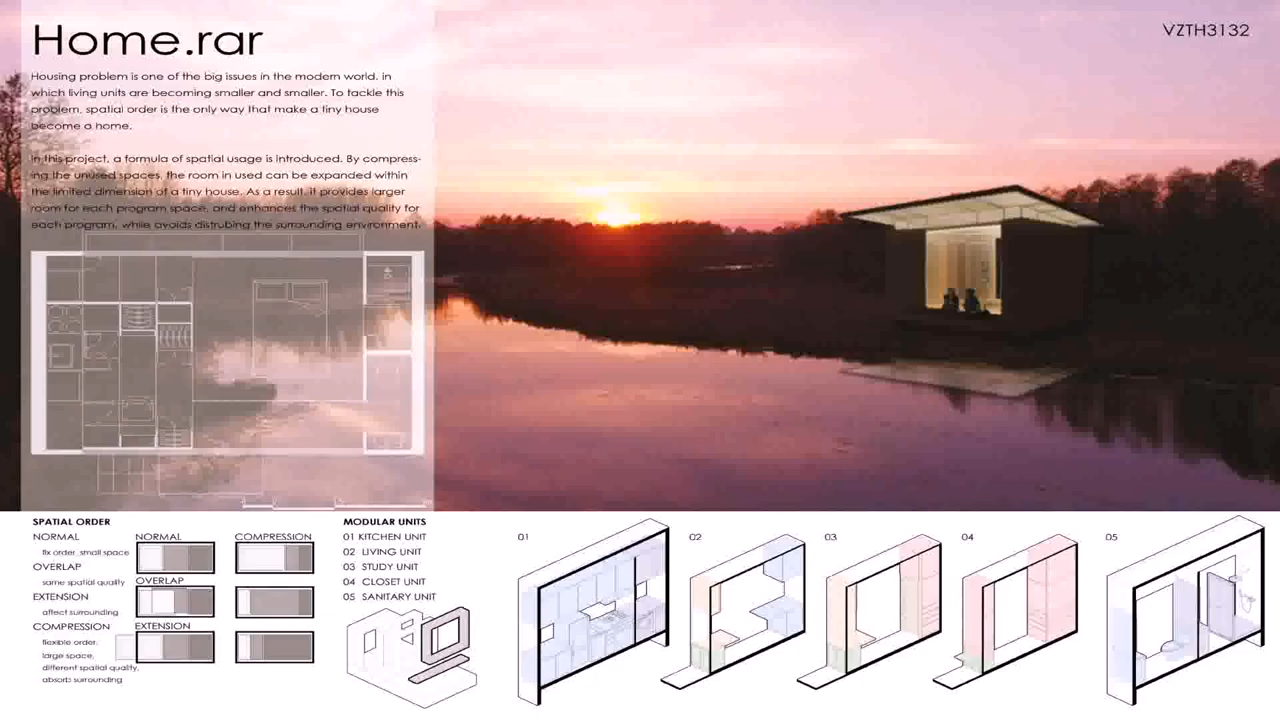 Home.rar
VZTH3132
Housing problem is one of the big issues in the modern world, in
which living units are becoming smaller and smaller. To tackle this
problem, spatial order is the only way that make a tiny house
become a home.
In this project, a formula of spatial usage is introduced. By compress-
ing the unused spaces, the room in used can be expanded within
the limited dimension of a tiny house. As a result, it provides larger
room for each program space, and enhances the spatial quality for
each program, while avoids distrubing the surrounding environment.
SPATIAL ORDER
NORMAL
fix order, small space
OVERLAP
same spatial quality
EXTENSION
affect surrounding
COMPRESSION
flexible order,
large space,
different spatial quality,
absorb surrounding
NORMAL
OVERLAP
EXTENSION
COMPRESSION
MODULAR UNITS
01 KITCHEN UNIT
02 LIVING UNIT
03 STUDY UNIT
04 CLOSET UNIT
05 SANITARY UNIT
01
02
03
04
05